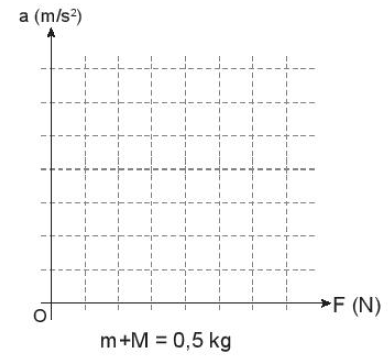 a (m/s²)
O
F (N)
m+M = 0,5 kg